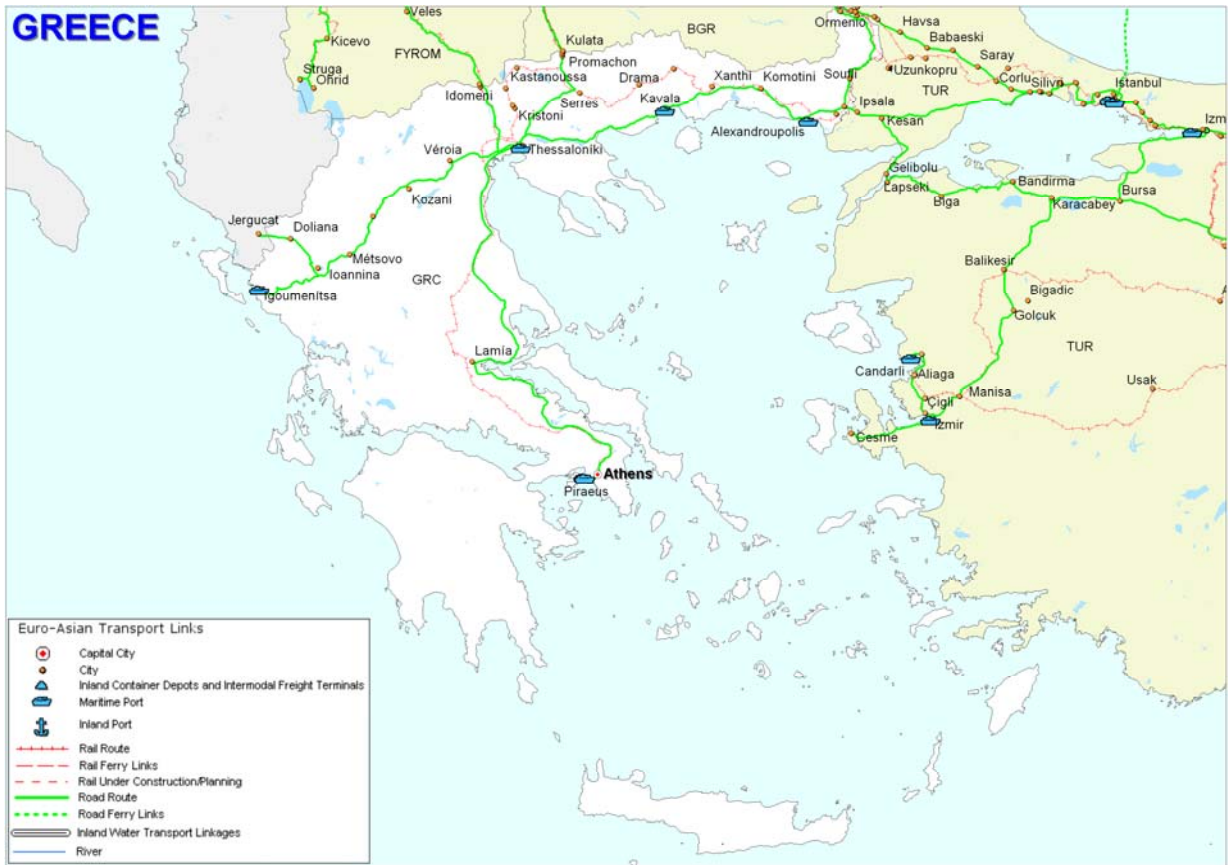 GREECE
Veles
Ormenio
Havsa
Kicevo
Kulata
BGR
Babaeski
FYROM
Promachon
Saray
Struga
Ohrid
Kastanoussa
Drama
Xanthi
Komotini
Soufli
Uzunkopru
Corlu
Silivri
Istanbul
Idomeni
Serres
Kavala
TUR
Kristoni
Ipsala
Alexandroupolis
Kesan
Izm
Véroia
Thessaloniki
Gelibolu
Lapseki
Bandirma
Bursa
Kozani
Biga
Karacabey
Jergucat
Doliana
Métsovo
Ioannina
Balikesir
GRC
Igoumenitsa
Bigadic
A
Golcuk
Lamía
TUR
Candarli
Aliaga
Usak
Manisa
Çigli
Izmir
Cesme
Athens
Piraeus
Euro-Asian Transport Links
Capital City
City
Inland Container Depots and Intermodal Freight Terminals
Maritime Port
Inland Port
Rail Route
Rail Ferry Links
Rail Under Construction/Planning
Road Route
Road Ferry Links
Inland Water Transport Linkages
River